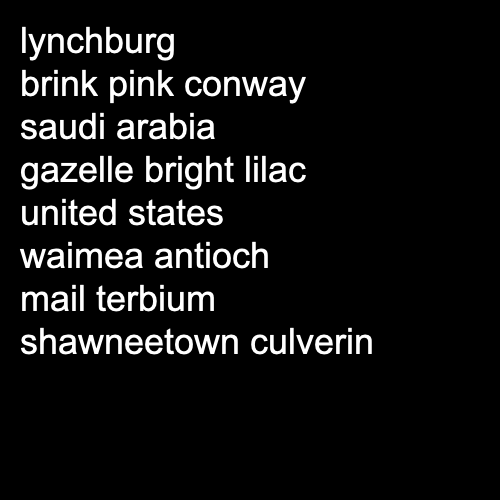 lynchburg
brink pink conway
saudi arabia
gazelle bright lilac
united states
waimea antioch
mail terbium
shawneetown culverin